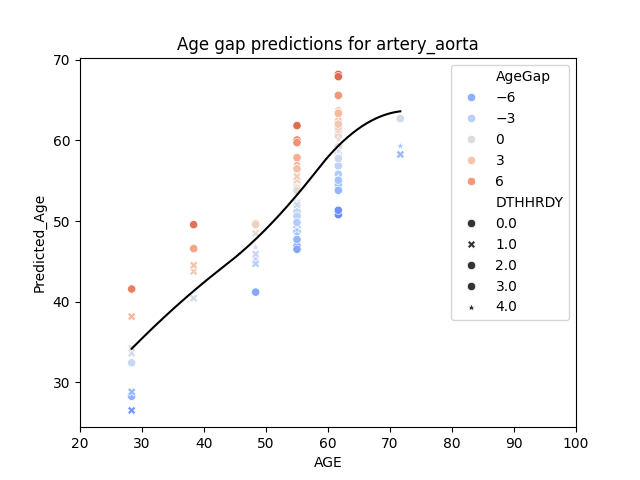 Age gap predictions for artery_aorta
70
60
50
40
30
Predicted_Age
20 30 40 50 60 70 80 90 100
AGE
AgeGap
−6
−3
0
3
6
DTHHRDY
0.0
1.0
2.0
3.0
4.0